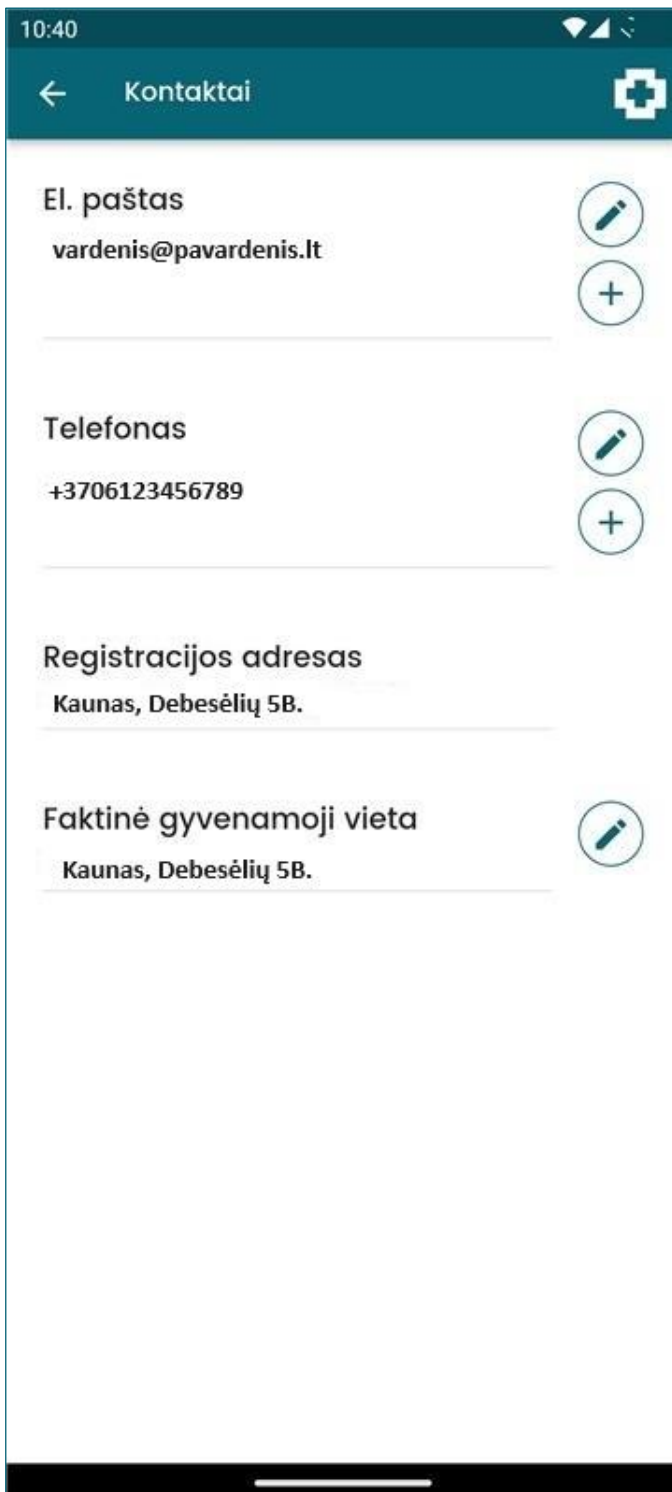 10:40
Kontaktai
El. paštas
vardenis@pavardenis.lt
Telefonas
+3706123456789
Registracijos adresas
Kaunas, Debesėlių 5B.
Faktinė gyvenamoji vieta
Kaunas, Debesėlių 5B.